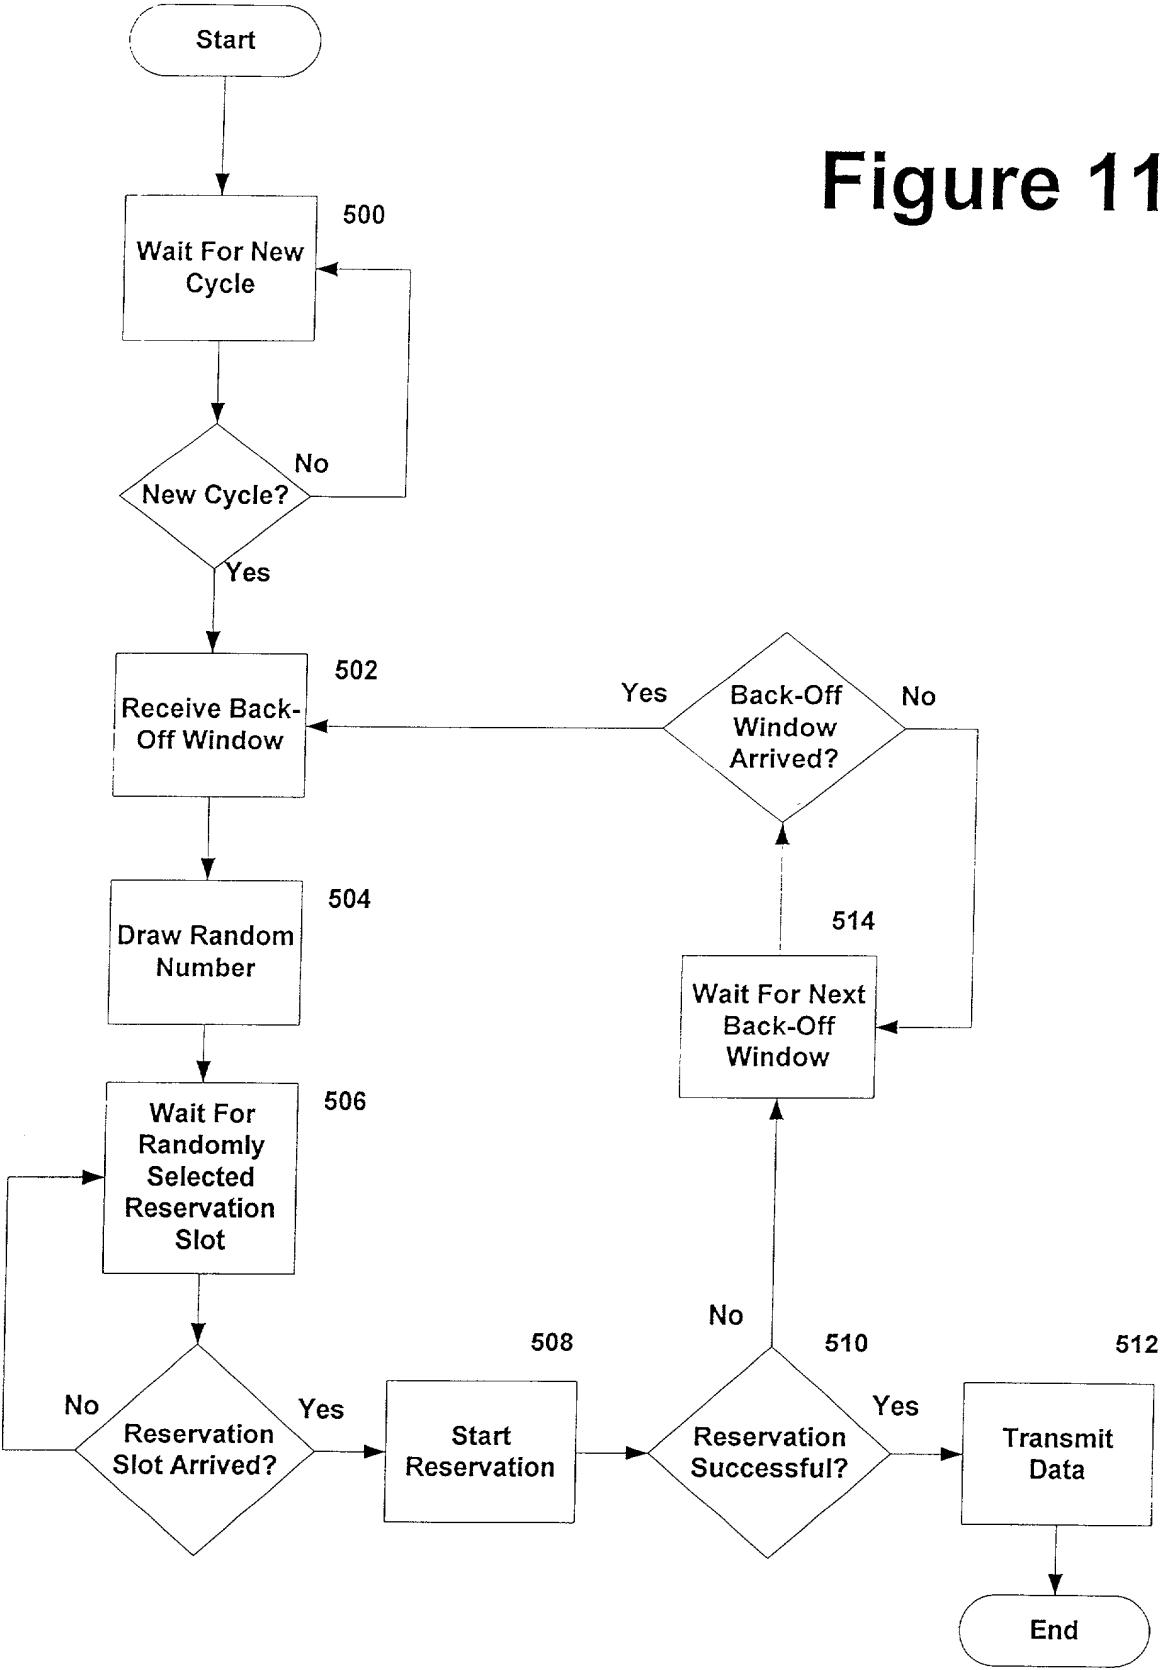 Start
Figure 11
500
Wait For New
Cycle
No
New Cycle?
Yes
502
Receive Back-
Off Window
Yes
Back-Off
Window
Arrived?
No
504
Draw Random
Number
514
Wait For Next
Back-Off
Window
506
Wait For
Randomly
Selected
Reservation
Slot
No
Reservation
Slot Arrived?
Yes
508
Start
Reservation
No
510
Reservation
Successful?
Yes
512
Transmit
Data
End